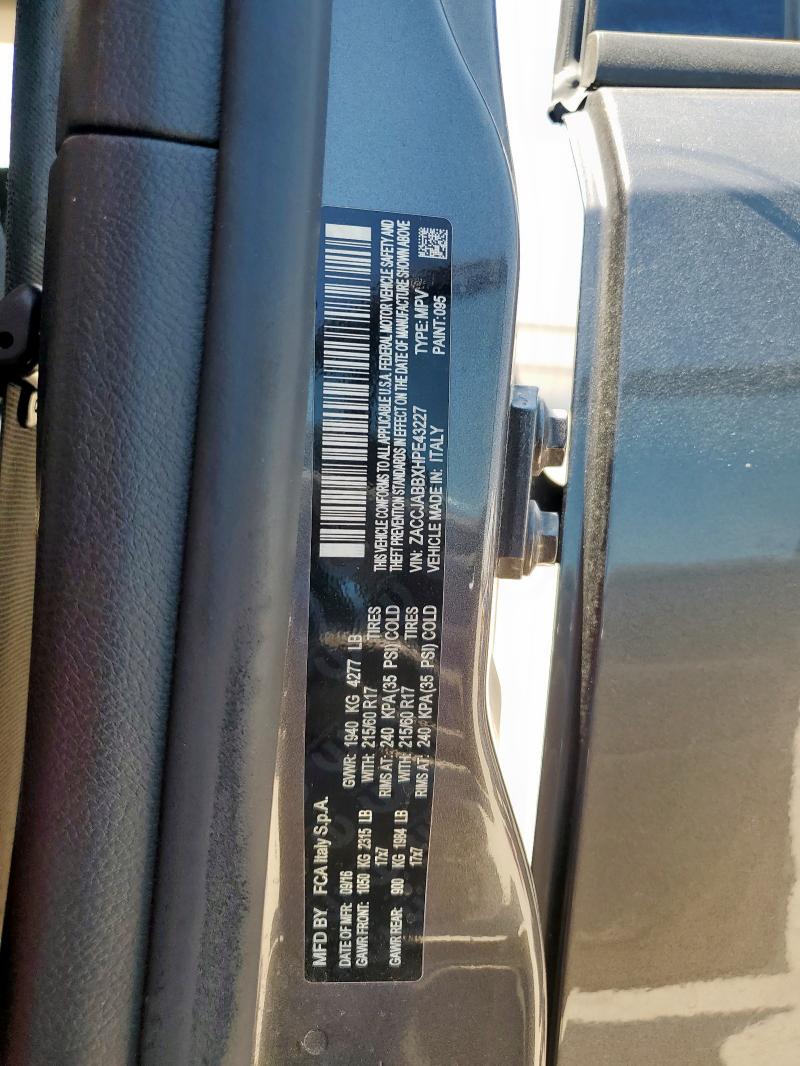 MFD BY FCA Italy S.p.A.
DATE OF MFR: 09/16 GVWR: 1940 KG 4277 LB
GAWR FRONT: 1050 KG 2315 LB WITH: 215/60 R17 TIRES
17x7 RIMS AT: 240 KPA (35 PSI) COLD
GAWR REAR: 900 KG 1984 LB WITH: 215/60 R17 TIRES
17x7 RIMS AT: 240 KPA (35 PSI) COLD
THIS VEHICLE CONFORMS TO ALL APPLICABLE U.S.A. FEDERAL MOTOR VEHICLE SAFETY AND
THEFT PREVENTION STANDARDS IN EFFECT ON THE DATE OF MANUFACTURE SHOWN ABOVE
VIN: ZACCJABBXHPE43227 TYPE: MPV
VEHICLE MADE IN: ITALY PAINT: 095